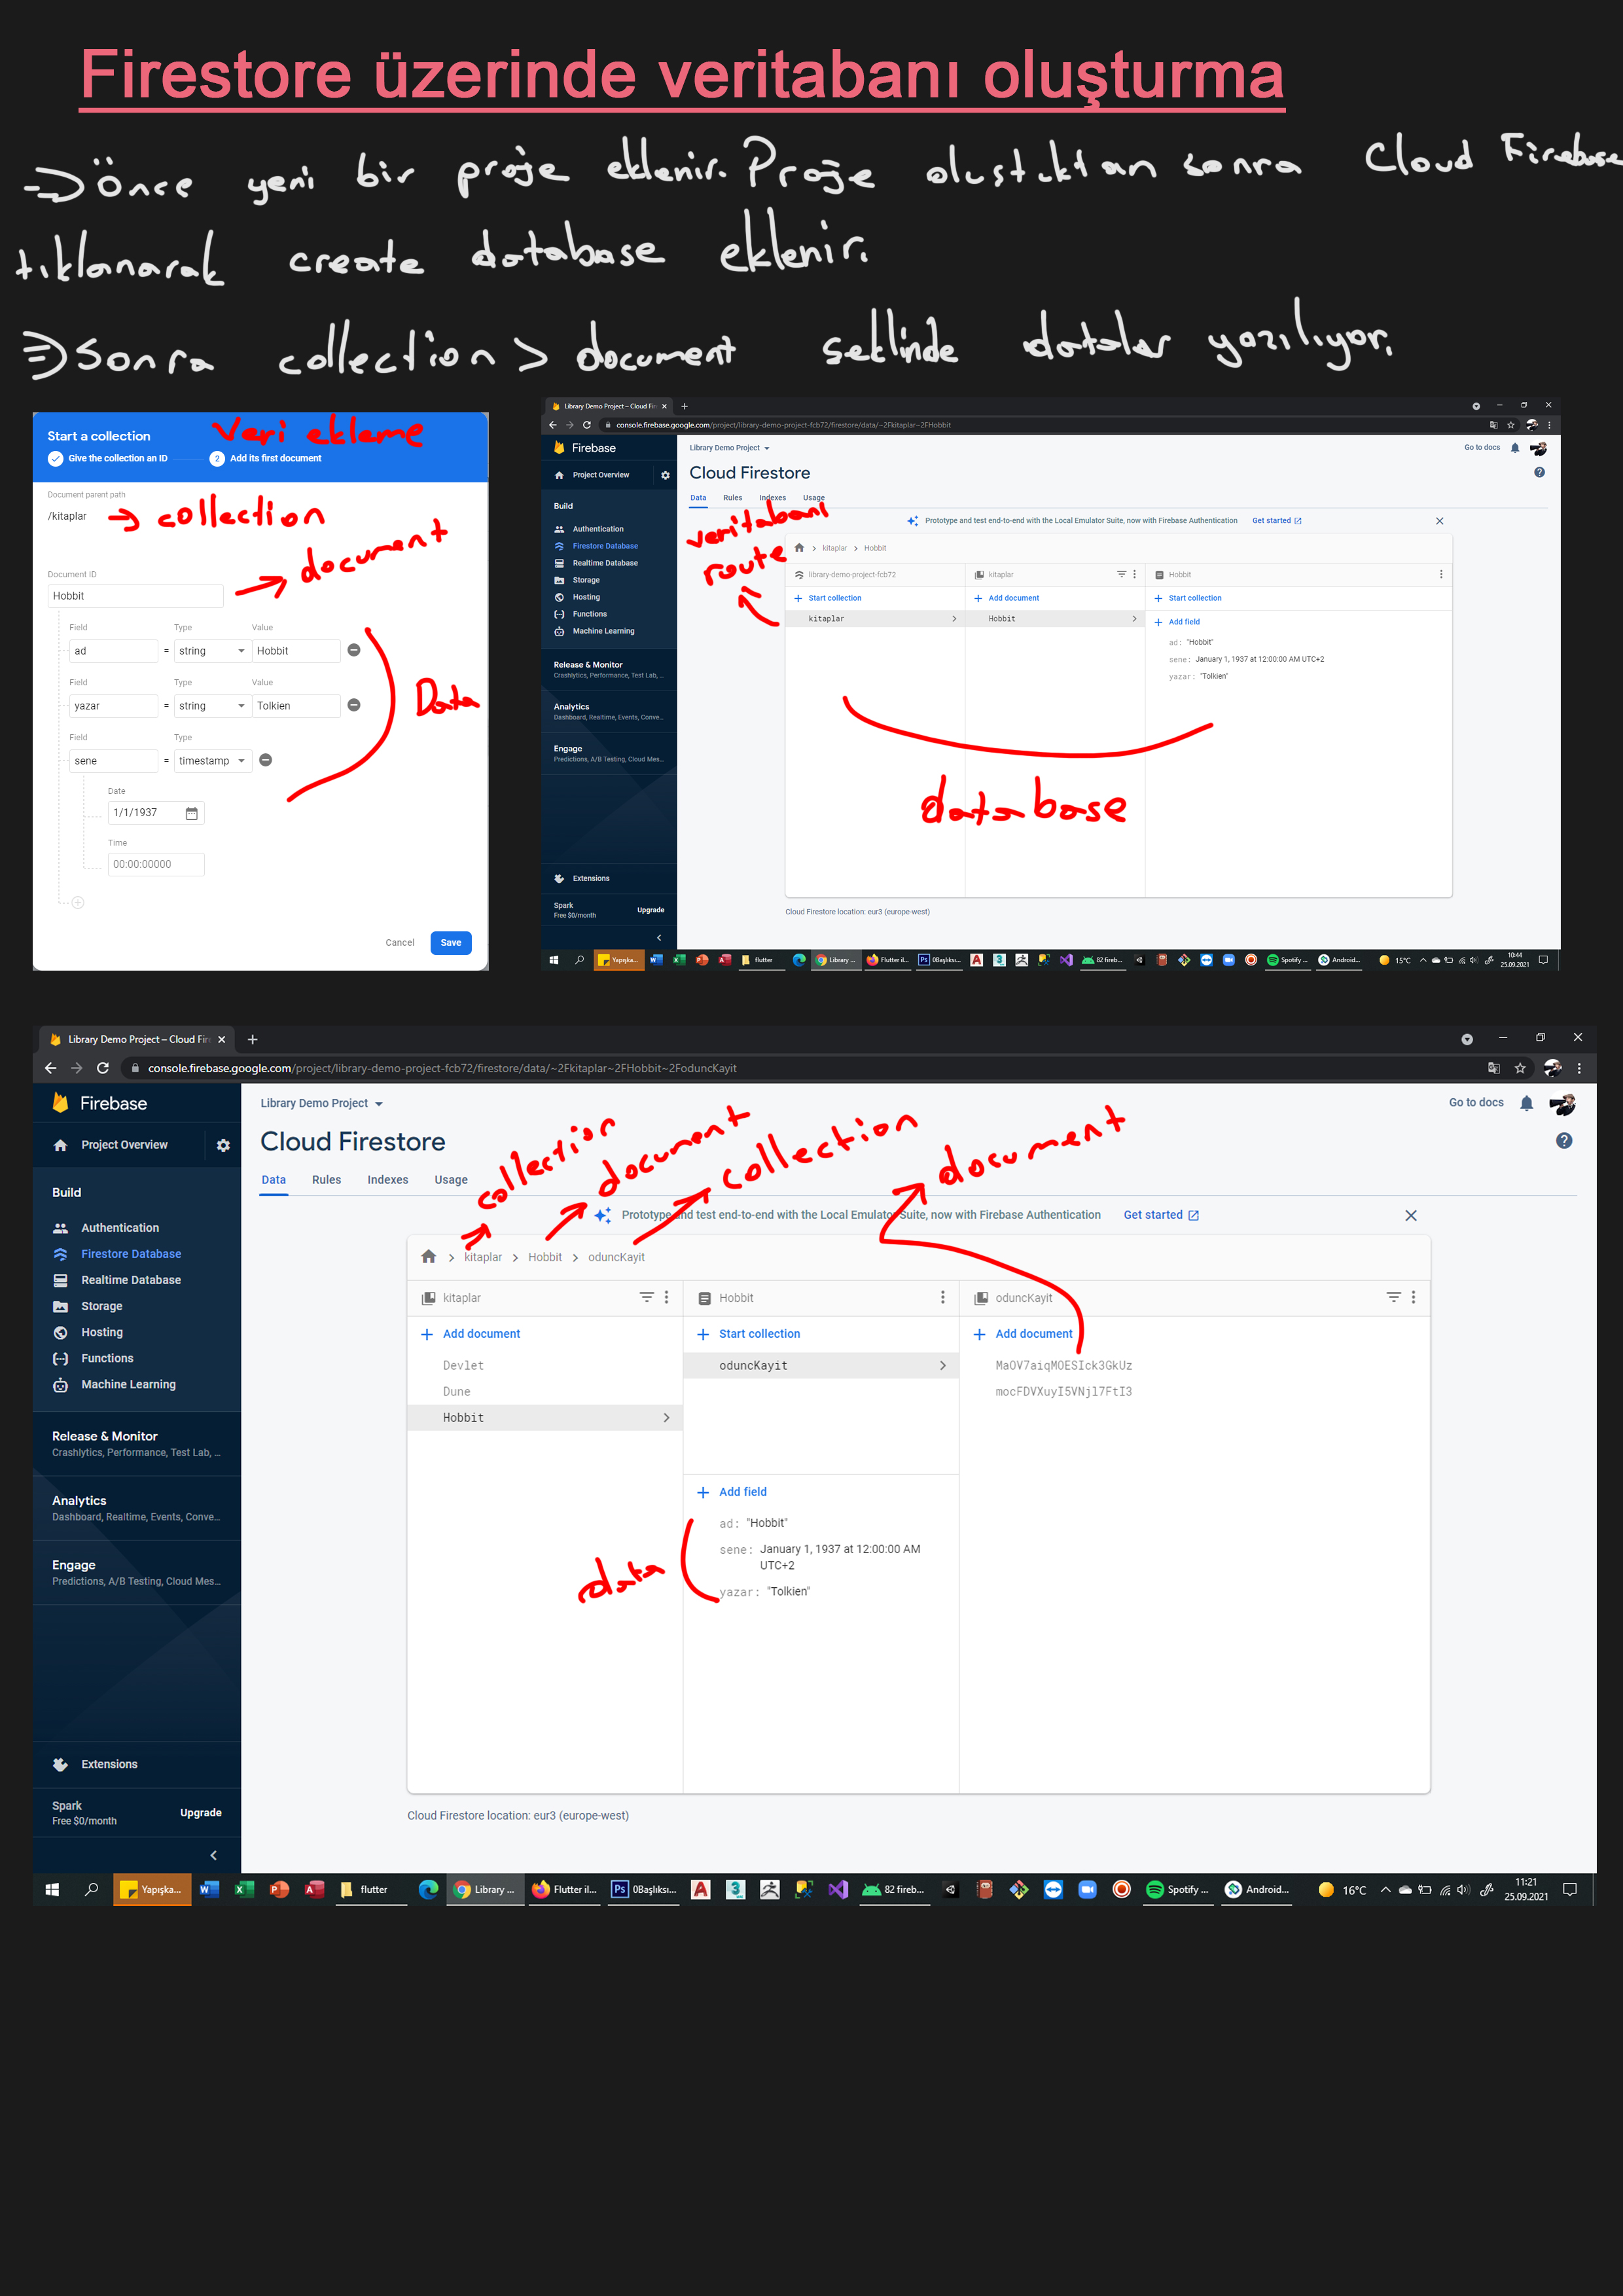 Firestore üzerinde veritabanı oluşturma
=> Önce yeni bir proje eklenir. Proje olustuktan sonra Cloud Firebase
tıklanarak create database eklenir.
=> Sonra collection > document seklinde datalar yazılıyor.
Start a collection
Veri ekleme
Give the collection an ID
2 Add its first document
Document parent path
/kitaplar
→ collection
Document ID
Hobbit
→ document
Field Type Value
ad = string Hobbit
Field Type Value
yazar = string Tolkien
Data
Field Type
sene = timestamp
Date
1/1/1937
Time
00:00:00000
Cancel Save
Library Demo Project – Cloud Fir
console.firebase.google.com/project/library-demo-project-fcb72/firestore/data/~2Fkitaplar~2FHobbit
Firebase
Project Overview
Build
Authentication
Firestore Database
Realtime Database
Storage
Hosting
Functions
Machine Learning
Release & Monitor
Crashlytics, Performance, Test Lab, ...
Analytics
Dashboard, Realtime, Events, Conve...
Engage
Predictions, A/B Testing, Cloud Mes...
Extensions
Spark
Free $0/month
Upgrade
Library Demo Project
Go to docs
Cloud Firestore
Data Rules Indexes Usage
Prototype and test end-to-end with the Local Emulator Suite, now with Firebase Authentication Get started
veritabanı
route
kitaplar > Hobbit
library-demo-project-fcb72 kitaplar Hobbit
+ Start collection + Add document + Start collection
kitaplar Hobbit
+ Add field
ad: "Hobbit"
sene: January 1, 1937 at 12:00:00 AM UTC+2
yazar: "Tolkien"
database
Cloud Firestore location: eur3 (europe-west)
Yapışka... flutter Library ... Flutter il... 0Başlıksı... 82 fireb... Spotify ... Android... 15°C 10:44
25.09.2021
Library Demo Project – Cloud Fir
console.firebase.google.com/project/library-demo-project-fcb72/firestore/data/~2Fkitaplar~2FHobbit~2FoduncKayit
Firebase
Project Overview
Build
Authentication
Firestore Database
Realtime Database
Storage
Hosting
Functions
Machine Learning
Release & Monitor
Crashlytics, Performance, Test Lab, ...
Analytics
Dashboard, Realtime, Events, Conve...
Engage
Predictions, A/B Testing, Cloud Mes...
Extensions
Spark
Free $0/month
Upgrade
Library Demo Project
Go to docs
Cloud Firestore
collection document collection document
Data Rules Indexes Usage
Prototype and test end-to-end with the Local Emulator Suite, now with Firebase Authentication Get started
kitaplar > Hobbit > oduncKayit
kitaplar Hobbit oduncKayit
+ Add document + Start collection + Add document
Devlet oduncKayit MaOV7aiqMOESIck3GkUz
Dune mocFDVXuyI5VNjl7FtI3
Hobbit
+ Add field
ad: "Hobbit"
sene: January 1, 1937 at 12:00:00 AM
UTC+2
data
yazar: "Tolkien"
Cloud Firestore location: eur3 (europe-west)
Yapışka... flutter Library ... Flutter il... 0Başlıksı... 82 fireb... Spotify ... Android... 16°C 11:21
25.09.2021